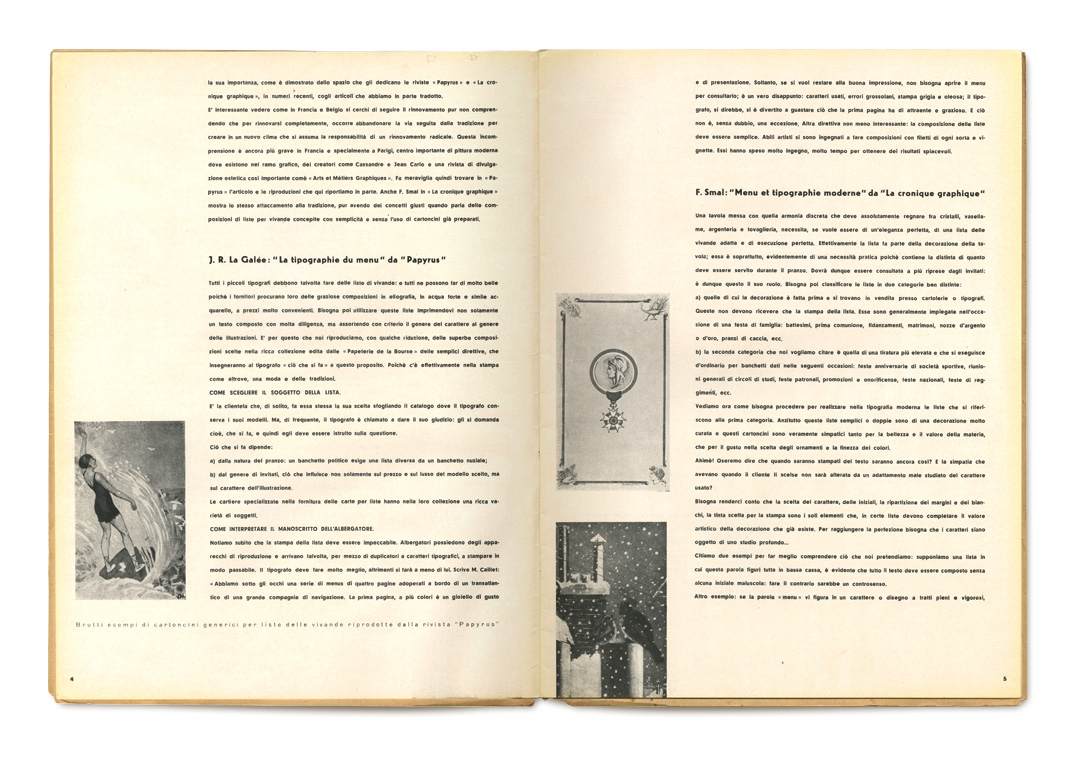 la sua importanza, come è dimostrato dallo spazio che gli dedicano le riviste «Papyrus» e «La cro-
nique graphique», in numeri recenti, cogli articoli che abbiamo in parte tradotto.
E' interessante vedere come in Francia e Belgio si cerchi di seguire il rinnovamento pur non compren-
dendo che per rinnovarsi completamente, occorre abbandonare la via seguita dalla tradizione per
creare in un nuovo clima che si assuma la responsabilità di un rinnovamento radicale. Questa incom-
prensione è ancora più grave in Francia e specialmente a Parigi, centro importante di pittura moderna
dove esistono nel ramo grafico, dei creatori come Cassandre e Jean Carlo e una rivista di divulga-
zione estetica così importante comè «Arts et Métiers Graphiques». Fa meraviglia quindi trovare in «Pa-
pyrus» l'articolo e le riproduzioni che qui riportiamo in parte. Anche F. Smal in «La cronique graphique»
mostra lo stesso attaccamento alla tradizione, pur avendo dei concetti giusti quando parla delle com-
posizioni di liste per vivande concepite con semplicità e senza l'uso di cartoncini già preparati.
J. R. La Galée: "La tipographie du menu" da "Papyrus"
Tutti i piccoli tipografi debbono talvolta fare delle liste di vivande: e tutti ne possono far di molto belle
poichè i fornitori procurano loro delle graziose composizioni in eliografia, in acqua forte e simile ac-
quarello, a prezzi molto convenienti. Bisogna poi utilizzare queste liste imprimendovi non solamente
un testo composto con molta diligenza, ma assortendo con criterio il genere del carattere al genere
delle illustrazioni. E' per questo che noi riproduciamo, con qualche riduzione, delle superbe composi-
zioni scelte nella ricca collezione edita dalla «Papeterie de la Bourse» delle semplici direttive, che
insegneranno al tipografo «ciò che si fa» a questo proposito. Poichè c'è effettivamente nella stampa
come altrove, una moda e delle tradizioni.
COME SCEGLIERE IL SOGGETTO DELLA LISTA.
E' la clientela che, di solito, fa essa stessa la sua scelta sfogliando il catalogo dove il tipografo con-
serva i suoi modelli. Ma, di frequente, il tipografo è chiamato a dare il suo giudizio: gli si domanda
cioè, che si fa, e quindi egli deve essere istruito sulla questione.
Ciò che si fa dipende:
a) dalla natura del pranzo: un banchetto politico esige una lista diversa da un banchetto nuziale;
b) dal genere di invitati, ciò che influisce non solamente sul prezzo e sul lusso del modello scelto, ma
sul carattere dell'illustrazione.
Le cartiere specializzate nella fornitura delle carte per liste hanno nella loro collezione una ricca va-
rietà di soggetti.
COME INTERPRETARE IL MANOSCRITTO DELL'ALBERGATORE.
Notiamo subito che la stampa della lista deve essere impeccabile. Albergatori possiedono degli appa-
recchi di riproduzione e arrivano talvolta, per mezzo di duplicatori a caratteri tipografici, a stampare in
modo passabile. Il tipografo deve fare molto meglio, altrimenti si farà a meno di lui. Scrive M. Caillet:
«Abbiamo sotto gli occhi una serie di menus di quattro pagine adoperati a bordo di un transatlan-
tico di una grande compagnia di navigazione. La prima pagina, a più colori è un gioiello di gusto
Brutti esempi di cartoncini generici per liste delle vivande riprodotte dalla rivista "Papyrus"
4
e di presentazione. Soltanto, se si vuol restare alla buona impressione, non bisogna aprire il menu
per consultarlo; è un vero disappunto: caratteri usati, errori grossolani, stampa grigia e oleosa; il tipo-
grafo, si direbbe, si è divertito a guastare ciò che la prima pagina ha di attraente e grazioso. E ciò
non è, senza dubbio, una eccezione. Altra direttiva non meno interessante: la composizione delle liste
deve essere semplice. Abili artisti si sono ingegnati a fare composizioni con filetti di ogni sorta e vi-
gnette. Essi hanno speso molto ingegno, molto tempo per ottenere dei risultati spiacevoli.
F. Smal: "Menu et tipographie moderne" da "La cronique graphique"
Una tavola messa con quella armonia discreta che deve assolutamente regnare fra cristalli, vasella-
me, argenteria e tovaglieria, necessita, se vuole essere di un'eleganza perfetta, di una lista delle
vivande adatta e di esecuzione perfetta. Effettivamente la lista fa parte della decorazione della ta-
vola; essa è soprattutto, evidentemente di una necessità pratica poichè contiene la distinta di quanto
deve essere servito durante il pranzo. Dovrà dunque essere consultata a più riprese dagli invitati:
è dunque questo il suo ruolo. Bisogna poi classificare le liste in due categorie ben distinte:
a) quelle di cui la decorazione è fatta prima e si trovano in vendita presso cartolerie o tipografi.
Queste non devono ricevere che la stampa della lista. Esse sono generalmente impiegate nell'occa-
sione di una festa di famiglia: battesimi, prima comunione, fidanzamenti, matrimoni, nozze d'argento
o d'oro, pranzi di caccia, ecc.
b) la seconda categoria che noi vogliamo citare è quella di una tiratura più elevata e che si eseguisce
d'ordinario per banchetti dati nelle seguenti occasioni: feste anniversarie di società sportive, riunio-
ni generali di circoli di studi, feste patronali, promozioni e onorificenze, feste nazionali, feste di reg-
gimenti, ecc.
Vediamo ora come bisogna procedere per realizzare nella tipografia moderna le liste che si riferi-
scono alla prima categoria. Anzitutto queste liste semplici o doppie sono di una decorazione molto
curata e questi cartoncini sono veramente simpatici tanto per la bellezza e il valore della materia,
che per il gusto nella scelta degli ornamenti e la finezza dei colori.
Ahimè! Oseremo dire che quando saranno stampati del testo saranno ancora così? E la simpatia che
avevano quando il cliente li scelse non sarà alterata da un adattamento male studiato del carattere
usato?
Bisogna renderci conto che la scelta del carattere, delle iniziali, la ripartizione dei margini e dei bian-
chi, la tinta scelta per la stampa sono i soli elementi che, in certe liste devono completare il valore
artistico della decorazione che già esiste. Per raggiungere la perfezione bisogna che i caratteri siano
oggetto di uno studio profondo...
Citiamo due esempi per far meglio comprendere ciò che noi pretendiamo: supponiamo una lista in
cui questa parola figuri tutta in bassa cassa, è evidente che tutto il testo deve essere composto senza
alcuna iniziale maiuscola: fare il contrario sarebbe un controsenso.
Altro esempio: se la parola «menu» vi figura in un carattere o disegno a tratti pieni e vigorosi,
5